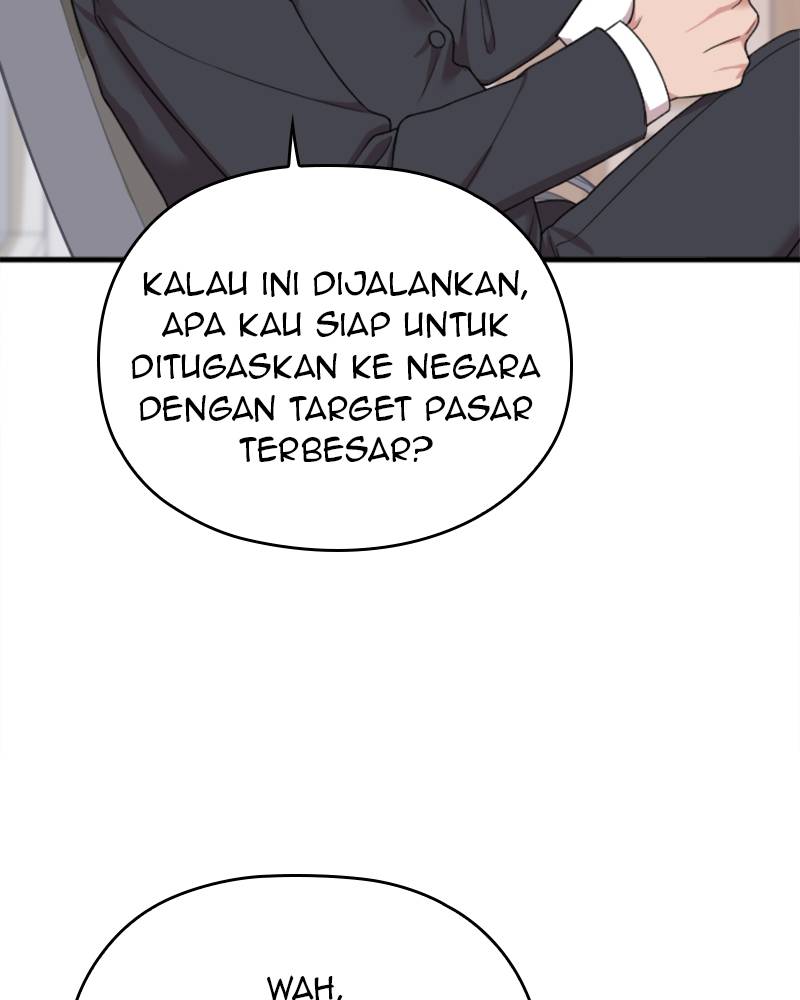 KALAU INI DIJALANKAN,
APA KAU SIAP UNTUK
DITUGASKAN KE NEGARA
DENGAN TARGET PASAR
TERBESAR?
WAH,